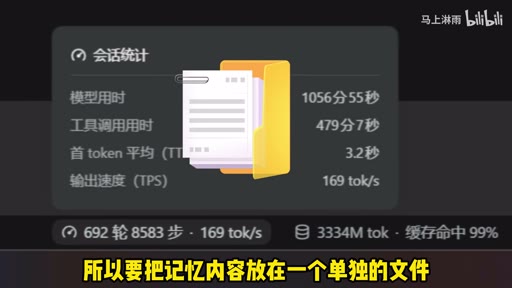 马上淋雨 bilibili
会话统计
模型用时 1056分55秒
工具调用用时 479分7秒
首 token 平均（TT 3.2秒
输出速度（TPS） 169 tok/s
692 轮 8583 步 · 169 tok/s 3334M tok · 缓存命中 99%
所以要把记忆内容放在一个单独的文件